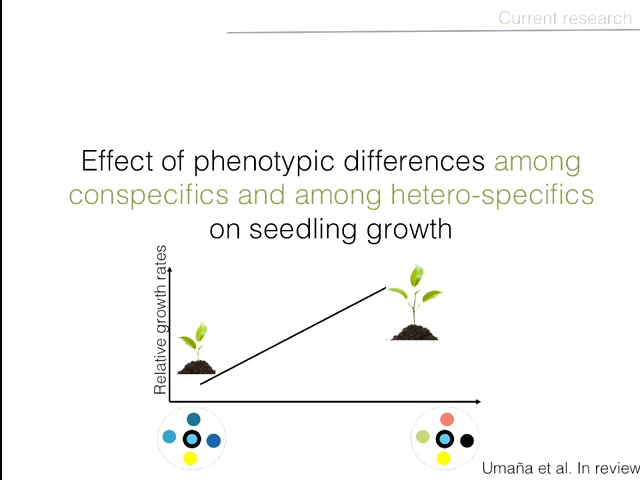 Current research
Effect of phenotypic differences among
conspecifics and among hetero-specifics
on seedling growth
Relative growth rates
Umaña et al. In review